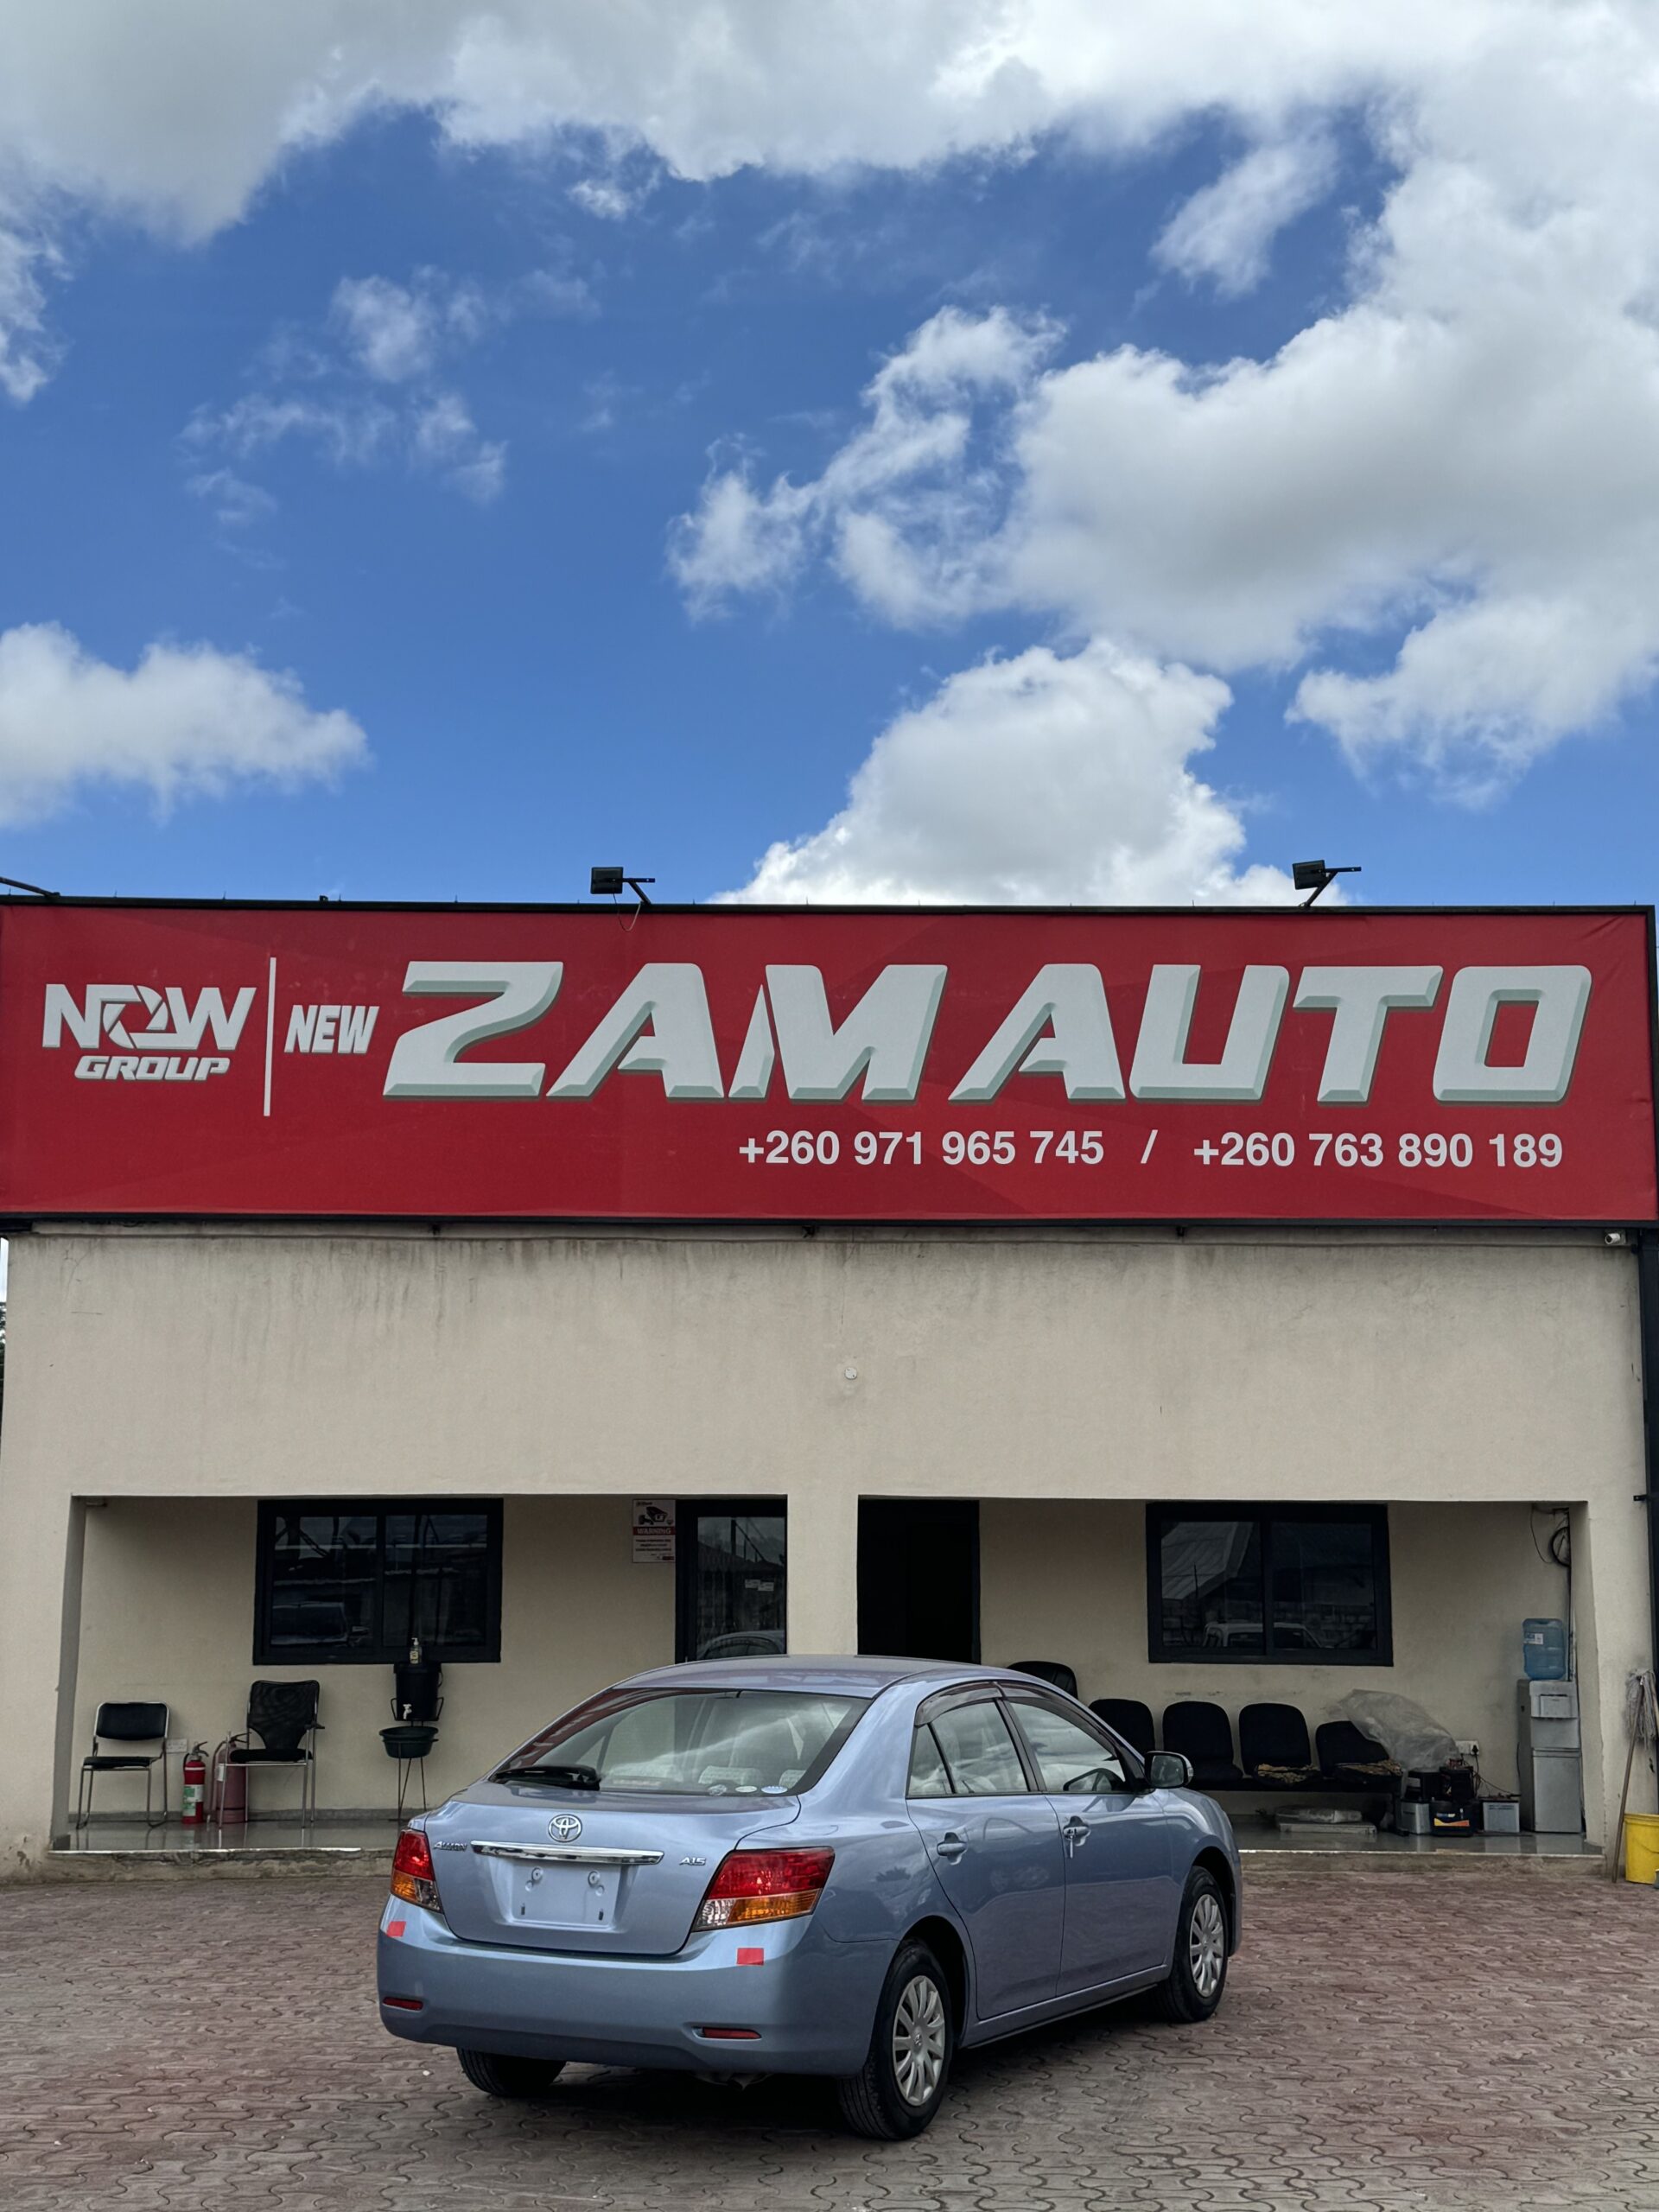 NOW
GROUP
NEW
ZAM AUTO
+260 971 965 745 / +260 763 890 189
WARNING
ALLION
A15